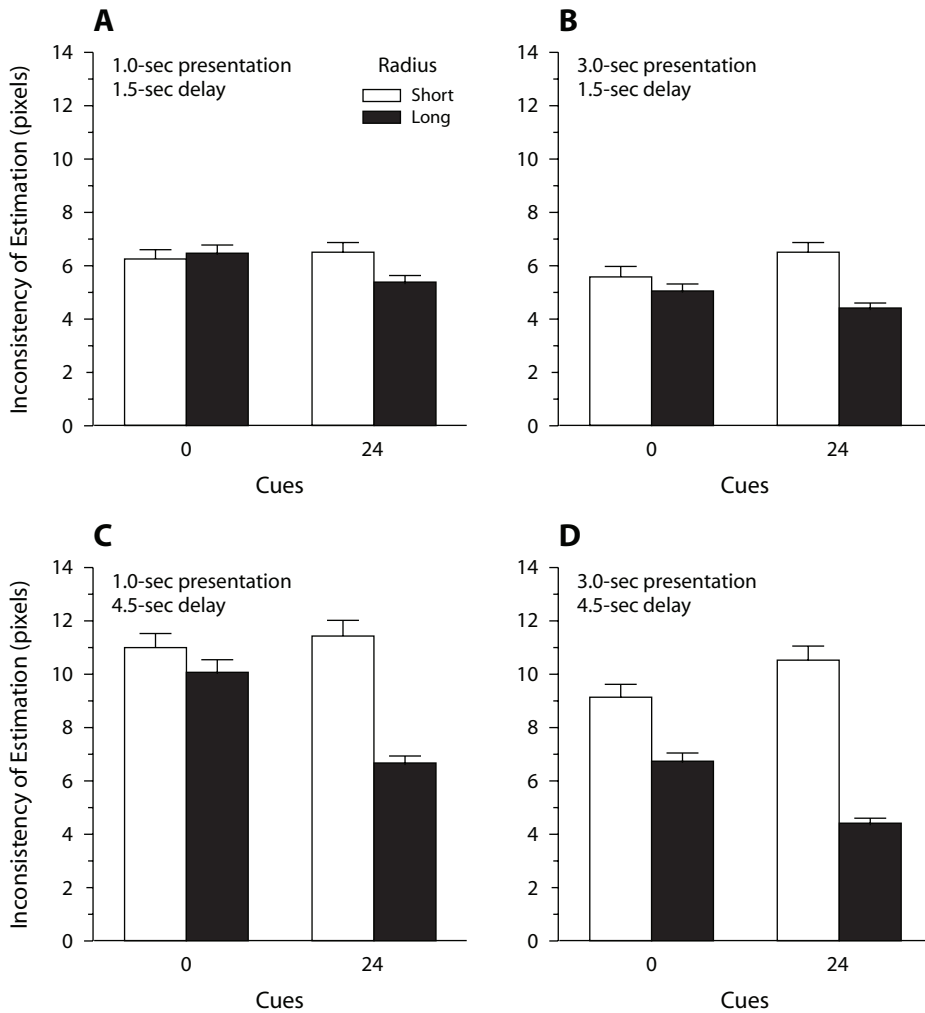 A
Inconsistency of Estimation (pixels)
14
12
10
8
6
4
2
0
1.0-sec presentation
1.5-sec delay
Radius
Short
Long
0
24
Cues
B
14
12
10
8
6
4
2
0
3.0-sec presentation
1.5-sec delay
0
24
Cues
C
Inconsistency of Estimation (pixels)
14
12
10
8
6
4
2
0
1.0-sec presentation
4.5-sec delay
0
24
Cues
D
14
12
10
8
6
4
2
0
3.0-sec presentation
4.5-sec delay
0
24
Cues